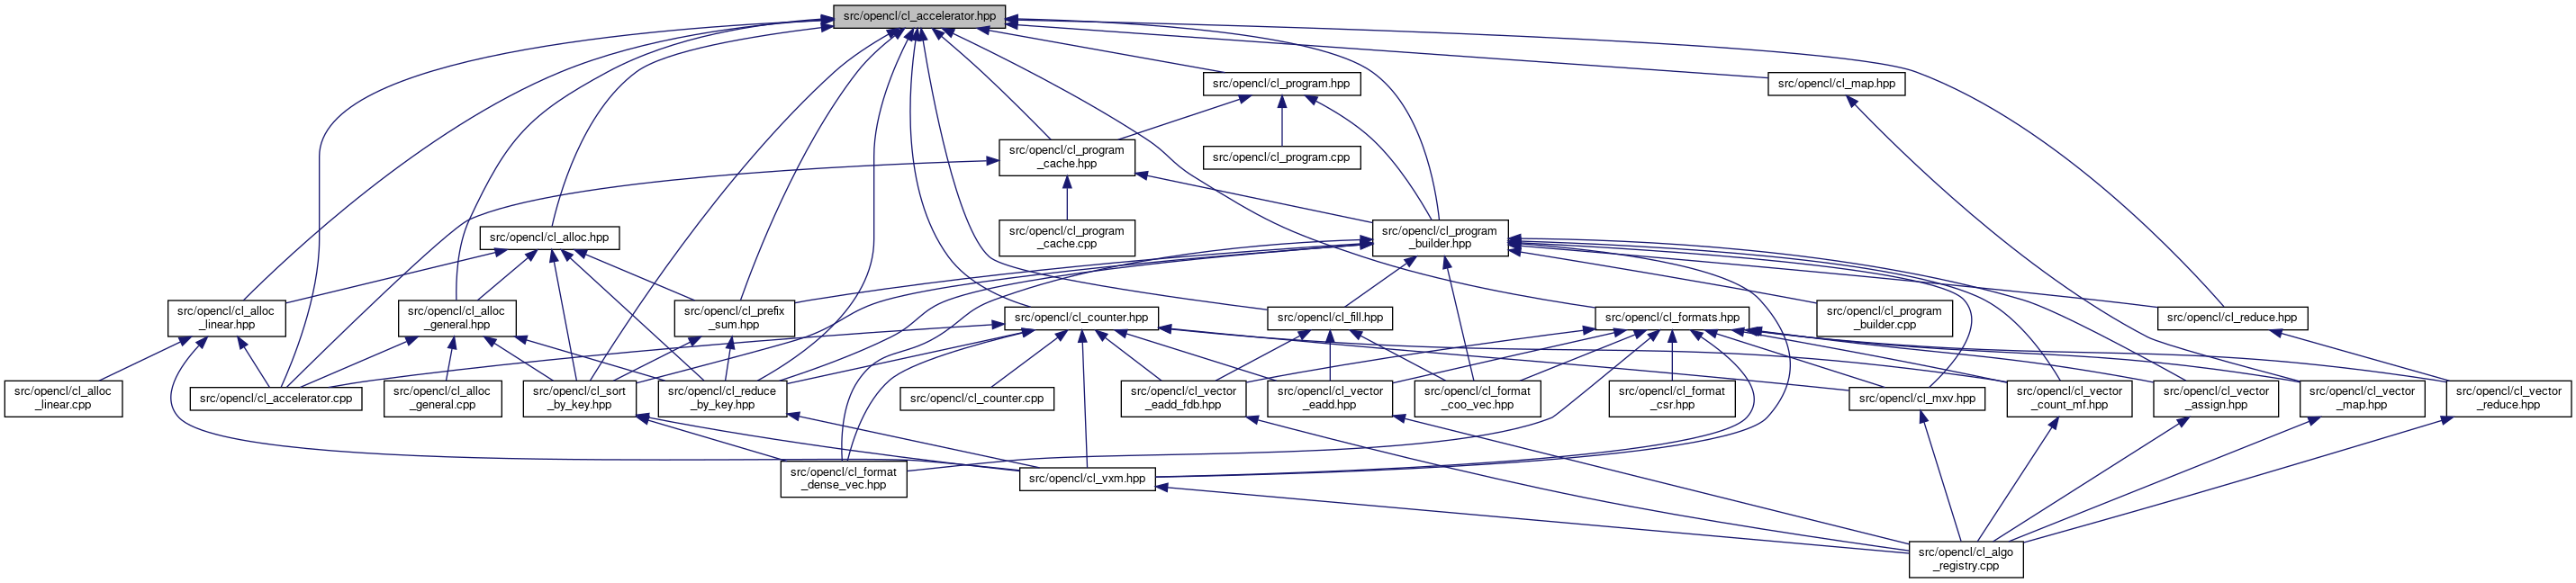 src/opencl/cl_accelerator.hpp
src/opencl/cl_program.hpp
src/opencl/cl_map.hpp
src/opencl/cl_program
_cache.hpp
src/opencl/cl_program.cpp
src/opencl/cl_alloc.hpp
src/opencl/cl_program
_cache.cpp
src/opencl/cl_program
_builder.hpp
src/opencl/cl_alloc
_linear.hpp
src/opencl/cl_alloc
_general.hpp
src/opencl/cl_prefix
_sum.hpp
src/opencl/cl_counter.hpp
src/opencl/cl_fill.hpp
src/opencl/cl_formats.hpp
src/opencl/cl_program
_builder.cpp
src/opencl/cl_reduce.hpp
src/opencl/cl_alloc
_linear.cpp
src/opencl/cl_accelerator.cpp
src/opencl/cl_alloc
_general.cpp
src/opencl/cl_sort
_by_key.hpp
src/opencl/cl_reduce
_by_key.hpp
src/opencl/cl_counter.cpp
src/opencl/cl_vector
_eadd_fdb.hpp
src/opencl/cl_vector
_eadd.hpp
src/opencl/cl_format
_coo_vec.hpp
src/opencl/cl_format
_csr.hpp
src/opencl/cl_mxv.hpp
src/opencl/cl_vector
_count_mf.hpp
src/opencl/cl_vector
_assign.hpp
src/opencl/cl_vector
_map.hpp
src/opencl/cl_vector
_reduce.hpp
src/opencl/cl_format
_dense_vec.hpp
src/opencl/cl_vxm.hpp
src/opencl/cl_algo
_registry.cpp